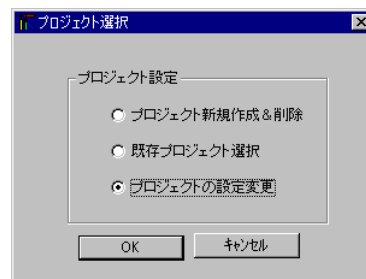 プロジェクト選択
プロジェクト設定
プロジェクト新規作成&削除
既存プロジェクト選択
プロジェクトの設定変更
OK
キャンセル